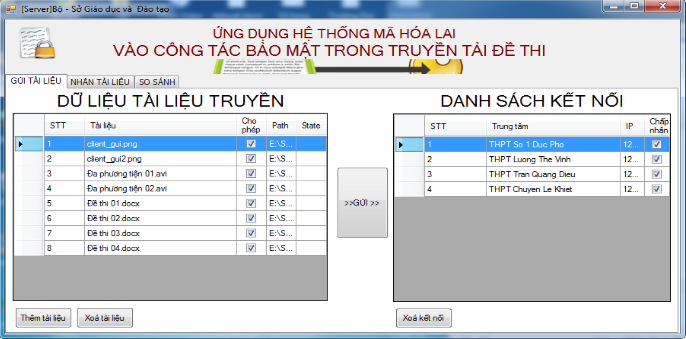 [Server]Bộ - Sở Giáo dục và Đào tạo
ỨNG DỤNG HỆ THỐNG MÃ HÓA LAI
VÀO CÔNG TÁC BẢO MẬT TRONG TRUYỀN TẢI ĐỀ THI
GỬI TÀI LIỆU NHẬN TÀI LIỆU SO SÁNH
DỮ LIỆU TÀI LIỆU TRUYỀN
STT Tài liệu Cho phép Path State
1 client_gui.png E:\S...
2 client_gui2.png E:\S...
3 Đa phương tiện 01.avi E:\S...
4 Đa phương tiện 02.avi E:\S...
5 Đề thi 01.docx E:\S...
6 Đề thi 02.docx E:\S...
7 Đề thi 03.docx E:\S...
8 Đề thi 04.docx E:\S...
Thêm tài liệu Xoá tài liệu
>>GỬI >>
DANH SÁCH KẾT NỐI
STT Trung tâm IP Chấp nhận
1 THPT So 1 Duc Pho 12...
2 THPT Luong The Vinh 12...
3 THPT Tran Quang Dieu 12...
4 THPT Chuyen Le Khiet 12...
Xoá kết nối